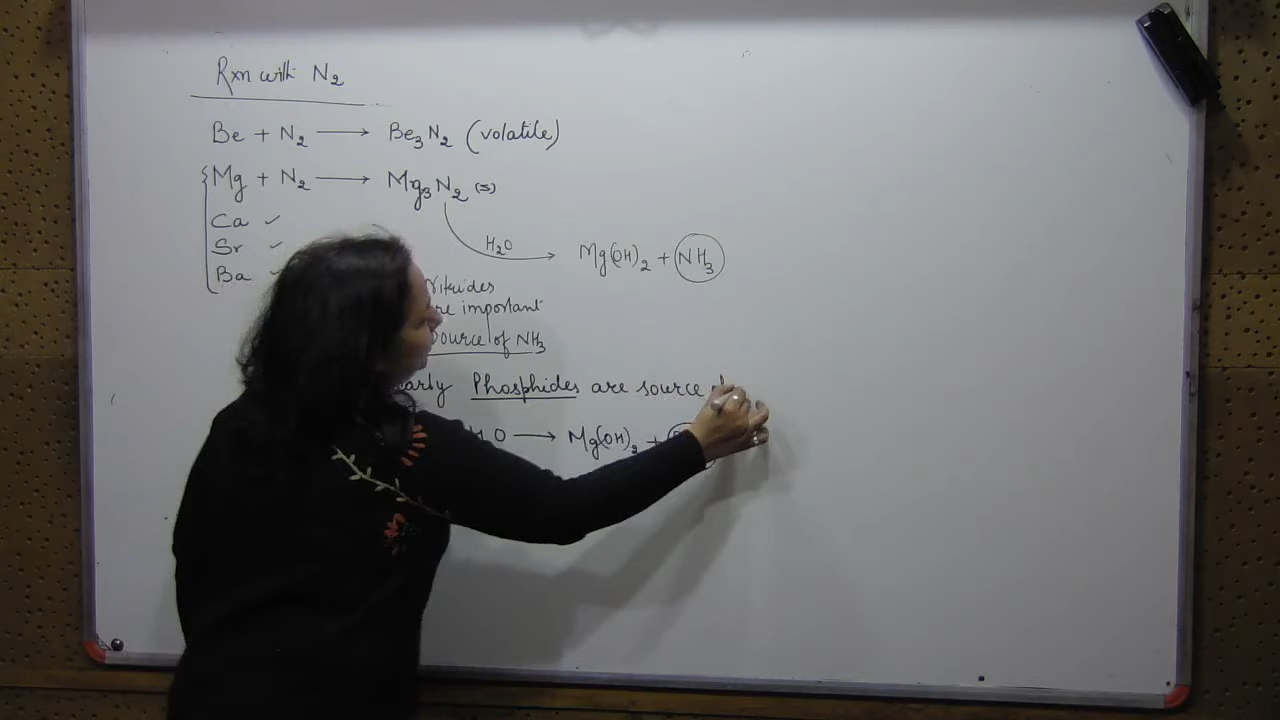 Rxn with N₂
Be + N₂ ⟶ Be₃N₂ (volatile)
Mg + N₂ ⟶ Mg₃N₂ (s)
Ca ✓
Sr ✓
H₂O ⟶ Mg(OH)₂ + NH₃
Ba ✓
Nitrides
are important
Source of NH₃
Phosphides are source
O ⟶ Mg(OH)₂ +